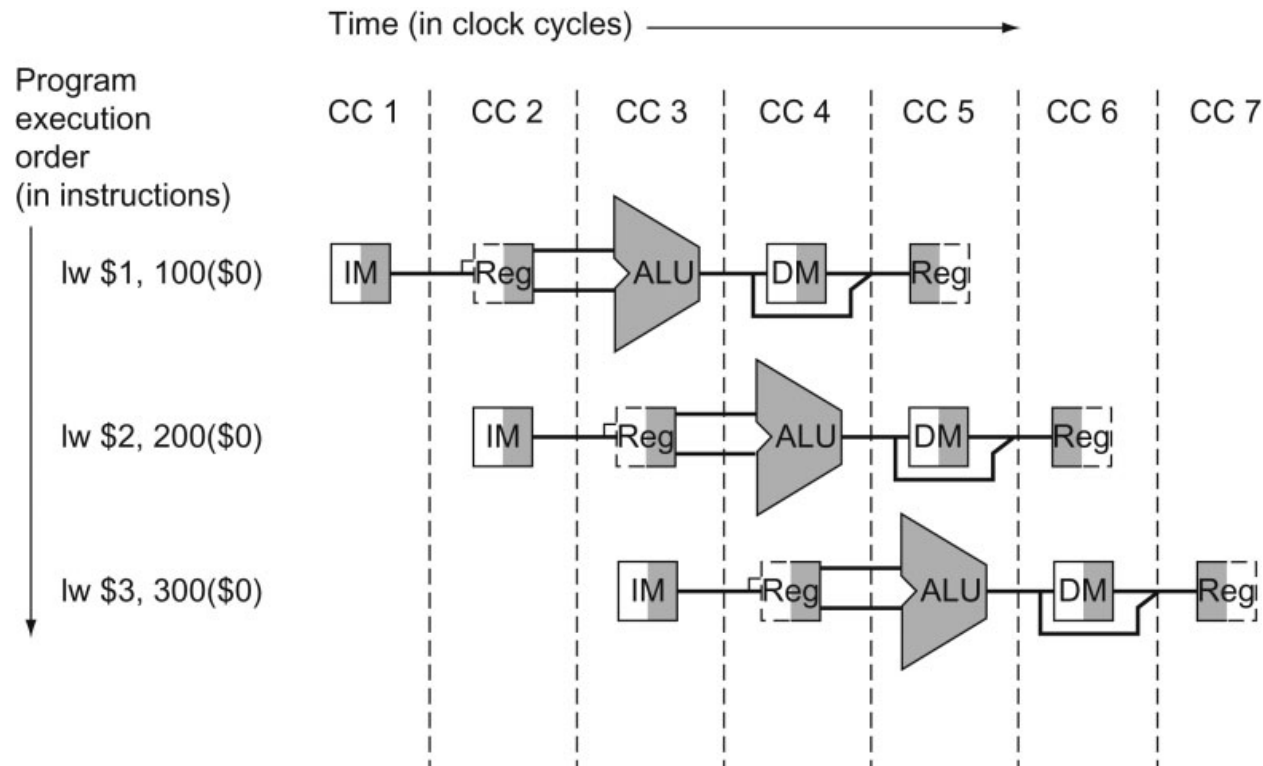 Time (in clock cycles)
Program
execution
order
(in instructions)
CC 1 CC 2 CC 3 CC 4 CC 5 CC 6 CC 7
lw $1, 100($0) IM Reg ALU DM Reg
lw $2, 200($0) IM Reg ALU DM Reg
lw $3, 300($0) IM Reg ALU DM Reg